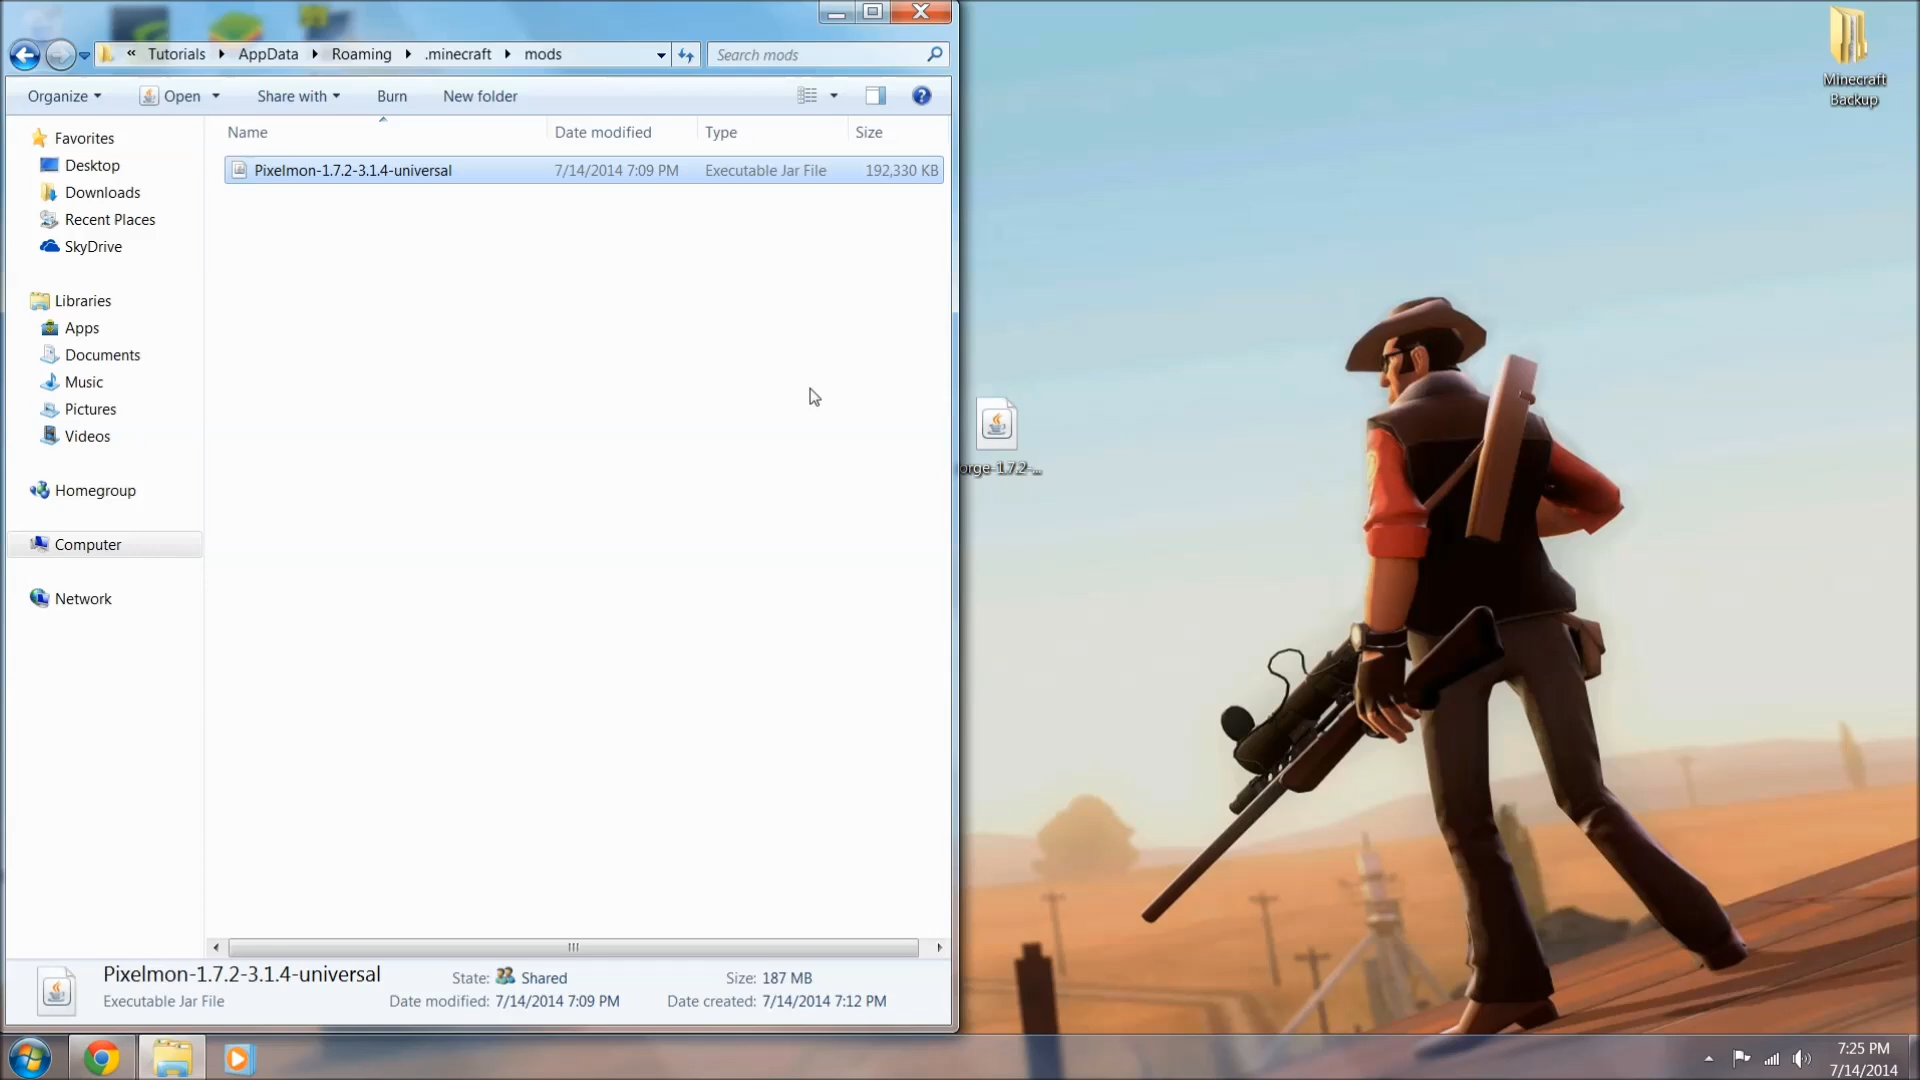 « Tutorials AppData Roaming .minecraft mods Search mods
Organize Open Share with Burn New folder
Name Date modified Type Size
Pixelmon-1.7.2-3.1.4-universal 7/14/2014 7:09 PM Executable Jar File 192,330 KB
Favorites
Desktop
Downloads
Recent Places
SkyDrive
Libraries
Apps
Documents
Music
Pictures
Videos
Homegroup
Computer
Network
Pixelmon-1.7.2-3.1.4-universal State: Shared Size: 187 MB
Executable Jar File Date modified: 7/14/2014 7:09 PM Date created: 7/14/2014 7:12 PM
Minecraft
Backup
orge-1.7.2-...
7:25 PM
7/14/2014